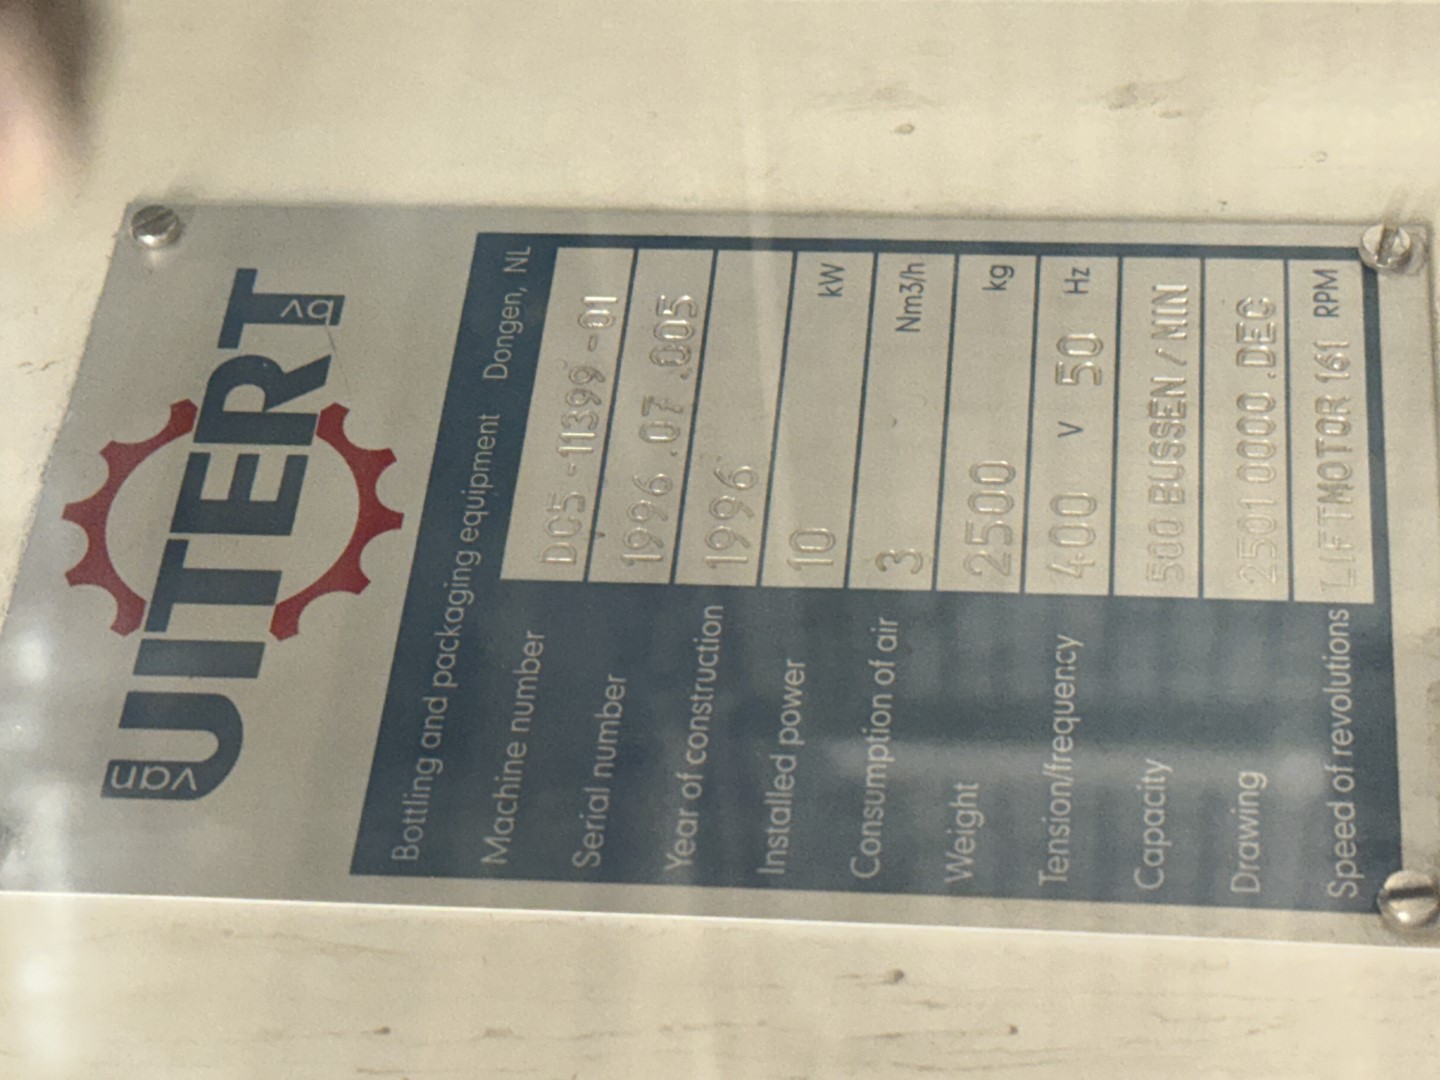 van UITERT bv
Bottling and packaging equipment Dongen, NL
Machine number DC5-11399-01
Serial number 1996.07.005
Year of construction 1996
Installed power 10 kW
Consumption of air 3 Nm3/h
Weight 2500 kg
Tension/frequency 400 V 50 Hz
Capacity 500 BUSSEN/MIN
Drawing 2501 0000.DEC
Speed of revolutions LIFTMOTOR 161 RPM